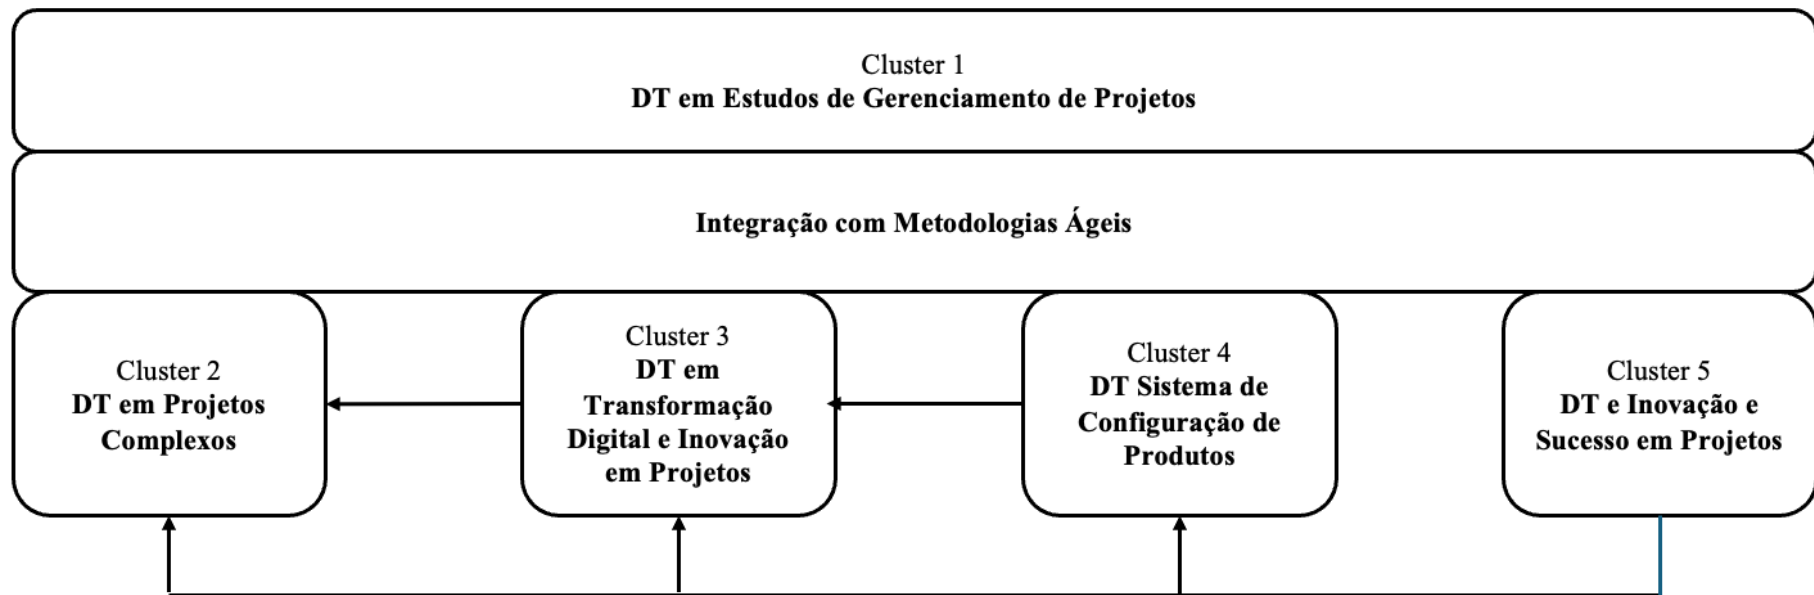 Cluster 1
DT em Estudos de Gerenciamento de Projetos
Integração com Metodologias Ágeis
Cluster 2
DT em Projetos
Complexos
Cluster 3
DT em
Transformação
Digital e Inovação
em Projetos
Cluster 4
DT Sistema de
Configuração de
Produtos
Cluster 5
DT e Inovação e
Sucesso em Projetos